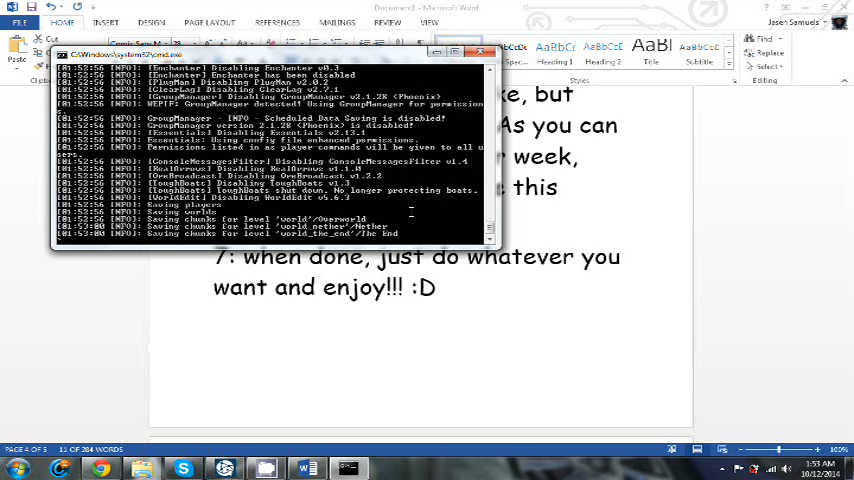 Document1 - Microsoft Word
FILE HOME INSERT DESIGN PAGE LAYOUT REFERENCES MAILINGS REVIEW VIEW Jasen Samuels
Cut
Find
Replace
Select
Paste
Clipboard
AaBbCc AaBbCcC AaBl AaBbCcC
Heading 1 Heading 2 Title Subtitle
Styles
Editing
C:\Windows\system32\cmd.exe
[01:52:56 INFO]: [Enchanter] Disabling Enchanter v0.3
[01:52:56 INFO]: [Enchanter] Enchanter has been disabled
[01:52:56 INFO]: [PlugMan] Disabling PlugMan v2.0.2
[01:52:56 INFO]: [ClearLag] Disabling ClearLag v2.7.1
[01:52:56 INFO]: [GroupManager] Disabling GroupManager v2.1.28 (Phoenix)
[01:52:56 INFO]: WEPIF: GroupManager detected! Using GroupManager for permission
s.
[01:52:56 INFO]: GroupManager - INFO - Scheduled Data Saving is disabled!
[01:52:56 INFO]: GroupManager version 2.1.28 (Phoenix) is disabled!
[01:52:56 INFO]: [Essentials] Disabling Essentials v2.13.1
[01:52:56 INFO]: Essentials: Using config file enhanced permissions.
[01:52:56 INFO]: Permissions listed in as player-commands will be given to all u
sers.
[01:52:56 INFO]: [ConsoleMessagesFilter] Disabling ConsoleMessagesFilter v1.4
[01:52:56 INFO]: [RealArrows] Disabling RealArrows v1.1.0
[01:52:56 INFO]: [OreBroadcast] Disabling OreBroadcast v1.2.2
[01:52:56 INFO]: [ToughBoats] Disabling ToughBoats v1.3
[01:52:56 INFO]: [ToughBoats] ToughBoats shut down. No longer protecting boats.
[01:52:56 INFO]: [WorldEdit] Disabling WorldEdit v5.6.3
[01:52:56 INFO]: Saving players
[01:52:56 INFO]: Saving worlds
[01:52:56 INFO]: Saving chunks for level 'world'/Overworld
[01:53:00 INFO]: Saving chunks for level 'world_nether'/Nether
[01:53:00 INFO]: Saving chunks for level 'world_the_end'/The End
ke, but
As you can
r week,
this
7: when done, just do whatever you
want and enjoy!!! :D
PAGE 4 OF 5 11 OF 284 WORDS 100%
1:53 AM
10/12/2014